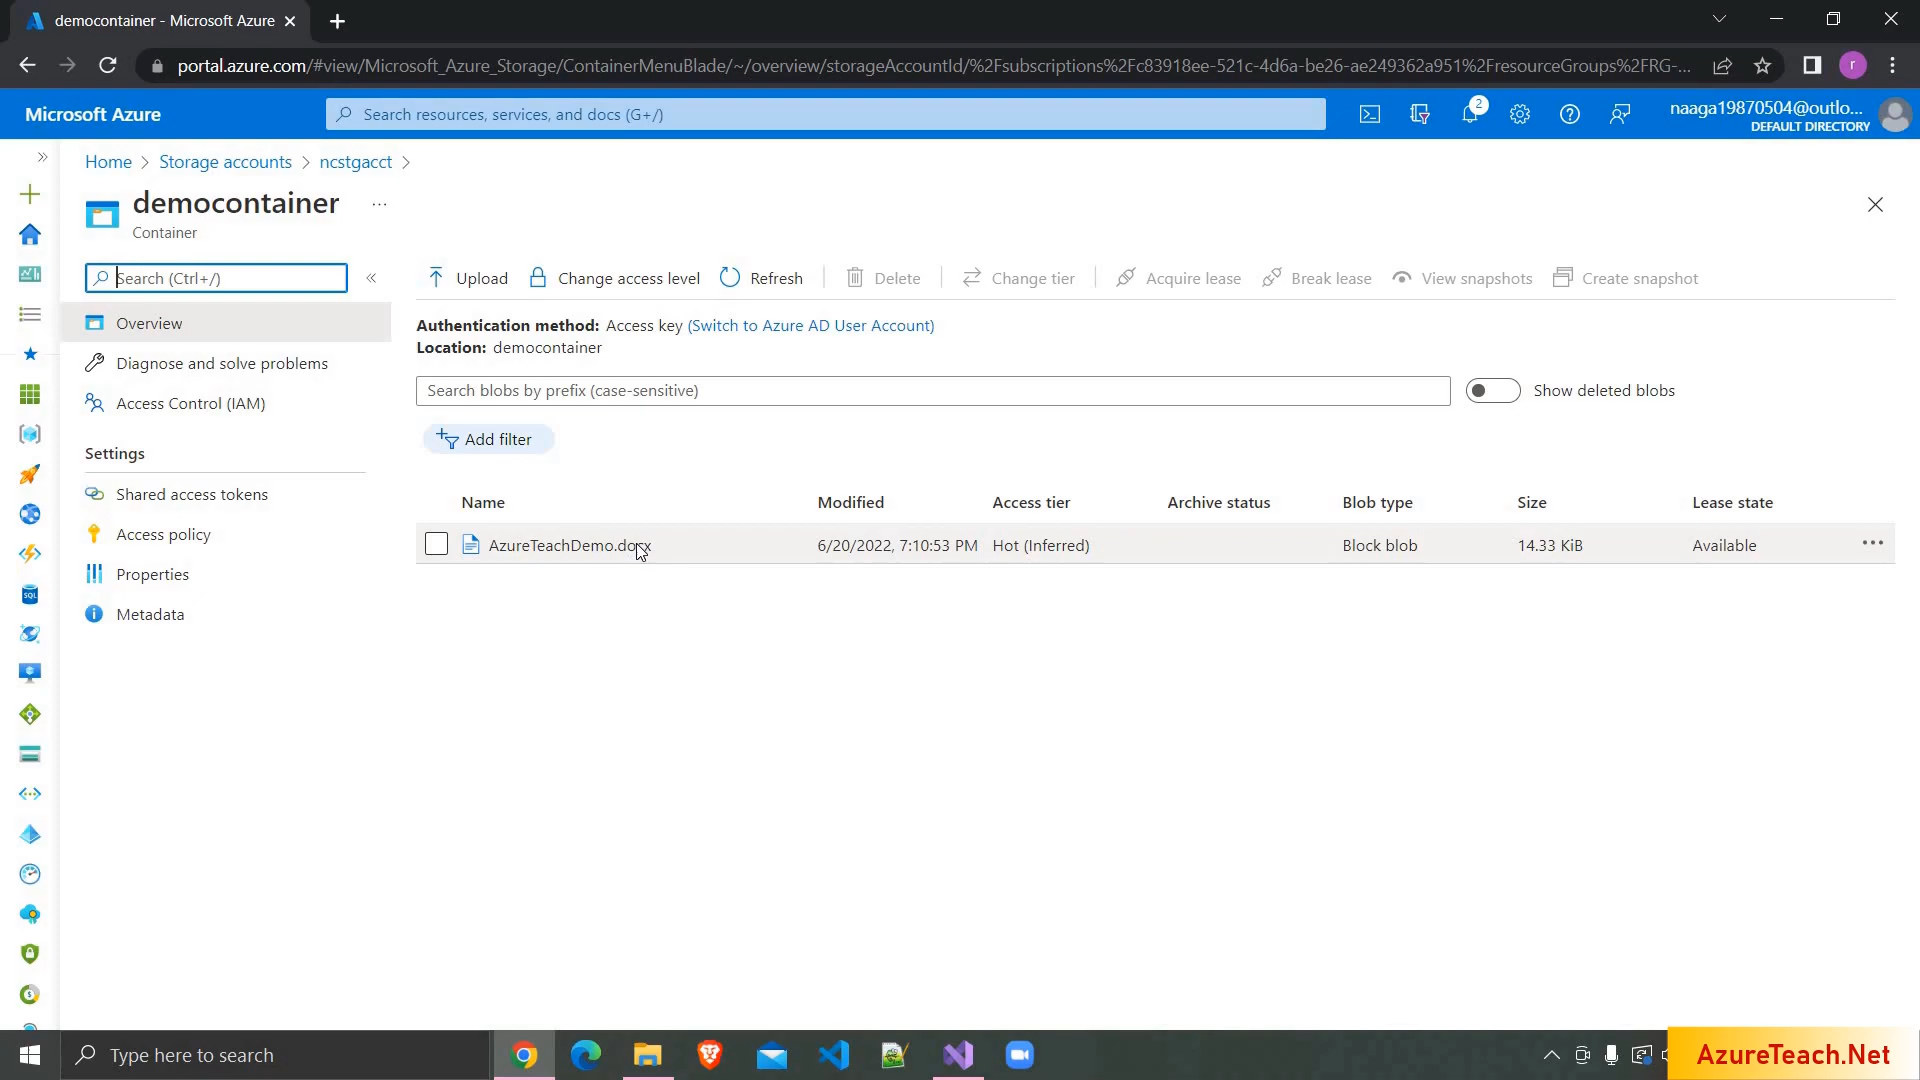 democontainer - Microsoft Azure
portal.azure.com/#view/Microsoft_Azure_Storage/ContainerMenuBlade/~/overview/storageAccountId/%2Fsubscriptions%2Fc83918ee-521c-4d6a-be26-ae249362a951%2FresourceGroups%2FRG-...
r
Microsoft Azure
Search resources, services, and docs (G+/)
2
naaga19870504@outlo...
DEFAULT DIRECTORY
Home > Storage accounts > ncstgacct >
democontainer ...
Container
Search (Ctrl+/)
Upload
Change access level
Refresh
Delete
Change tier
Acquire lease
Break lease
View snapshots
Create snapshot
Overview
Diagnose and solve problems
Access Control (IAM)
Settings
Shared access tokens
Access policy
Properties
Metadata
Authentication method: Access key (Switch to Azure AD User Account)
Location: democontainer
Search blobs by prefix (case-sensitive)
Show deleted blobs
Add filter
Name Modified Access tier Archive status Blob type Size Lease state
AzureTeachDemo.docx 6/20/2022, 7:10:53 PM Hot (Inferred) Block blob 14.33 KiB Available ...
SQL
Type here to search
AzureTeach.Net